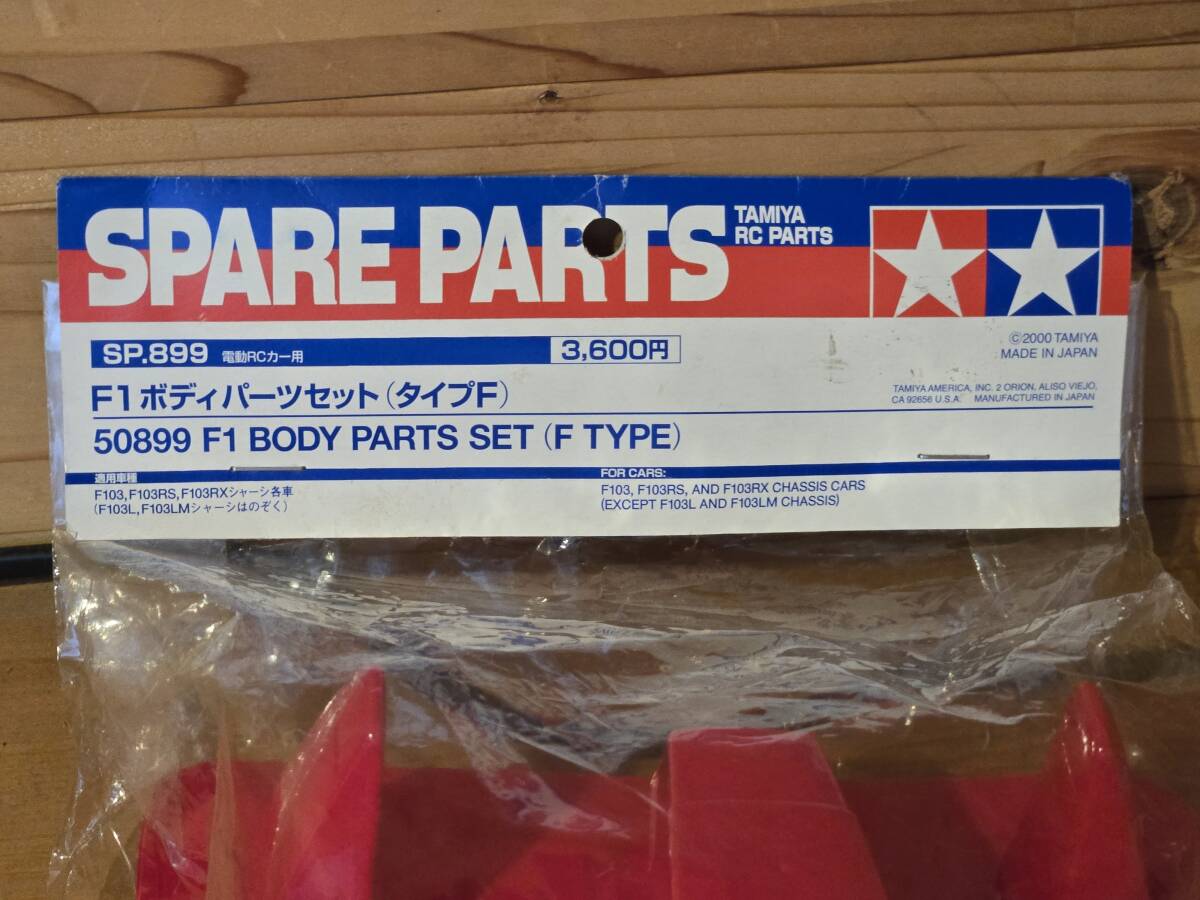 SPARE PARTS
TAMIYA
RC PARTS
SP.899 電動RCカー用 3,600円
©2000 TAMIYA
MADE IN JAPAN
F1ボディパーツセット(タイプF)
TAMIYA AMERICA, INC. 2 ORION, ALISO VIEJO,
CA 92656 U.S.A. MANUFACTURED IN JAPAN
50899 F1 BODY PARTS SET (F TYPE)
適用車種
F103, F103RS, F103RXシャーシ各車
(F103L, F103LMシャーシはのぞく)
FOR CARS:
F103, F103RS, AND F103RX CHASSIS CARS
(EXCEPT F103L AND F103LM CHASSIS)